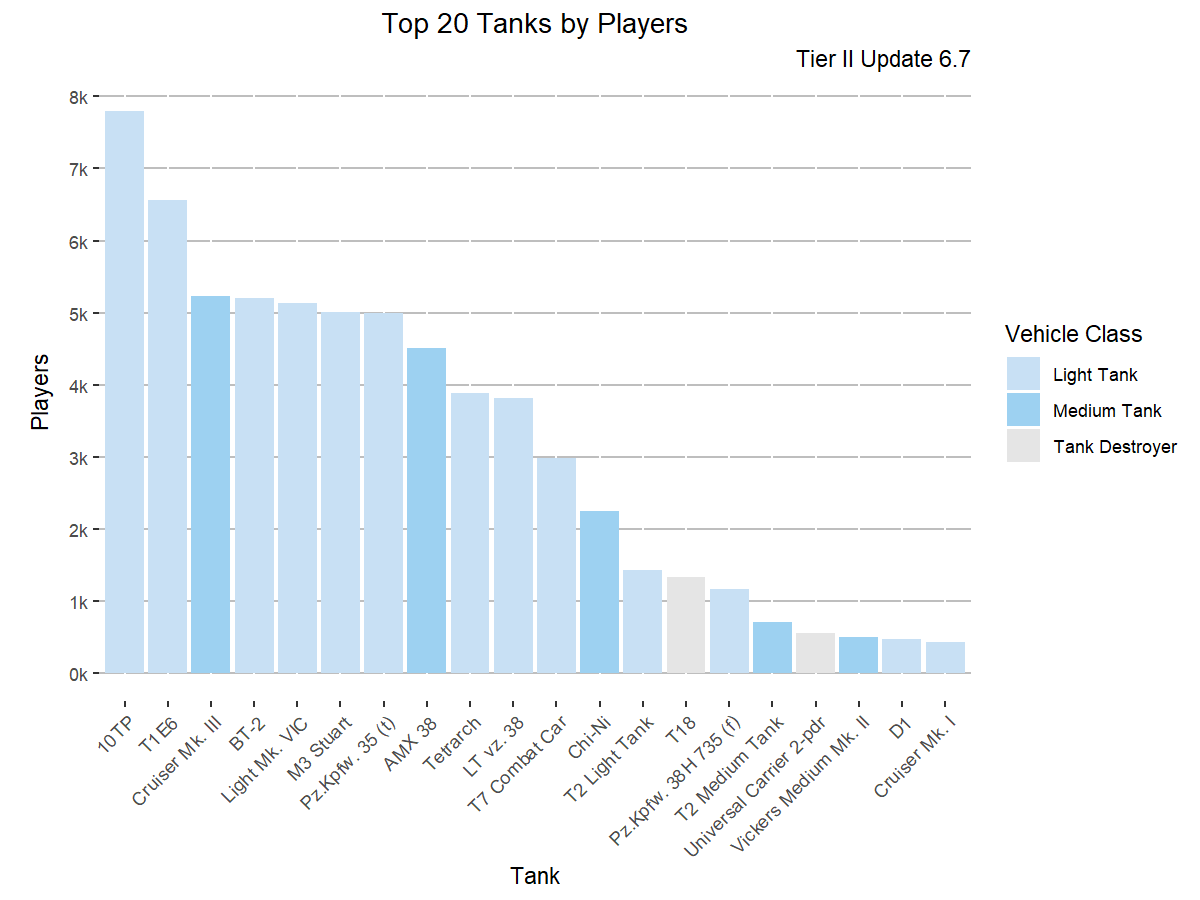 Top 20 Tanks by Players
Tier II Update 6.7
8k
7k
6k
5k
4k
3k
2k
1k
0k
Players
10TP
T1E6
Cruiser Mk. III
BT-2
Light Mk. VIC
M3 Stuart
Pz.Kpfw. 35 (t)
AMX 38
Tetrarch
LT vz. 38
T7 Combat Car
Chi-Ni
T2 Light Tank
T18
Pz.Kpfw. 38H 735 (f)
T2 Medium Tank
Universal Carrier 2-pdr
Vickers Medium Mk. II
D1
Cruiser Mk. I
Tank
Vehicle Class
Light Tank
Medium Tank
Tank Destroyer